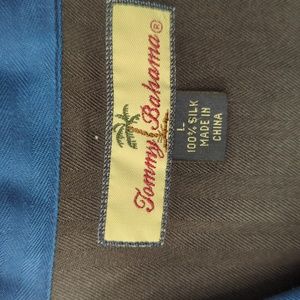 Tommy Bahama®
L
100% SILK
MADE IN
CHINA